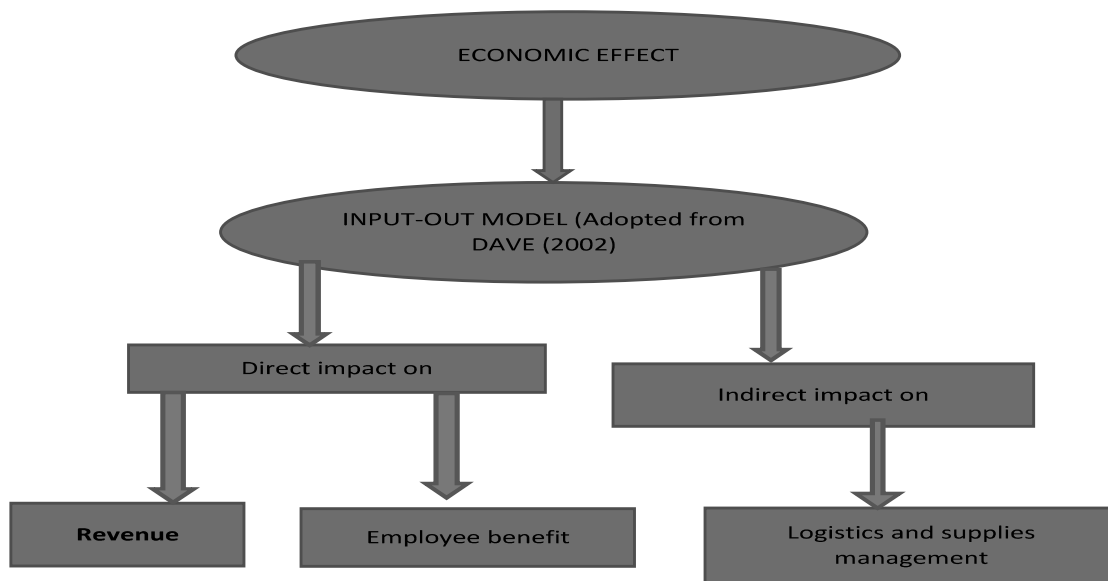 ECONOMIC EFFECT
INPUT-OUT MODEL (Adopted from
DAVE (2002)
Direct impact on
Indirect impact on
Revenue
Employee benefit
Logistics and supplies
management